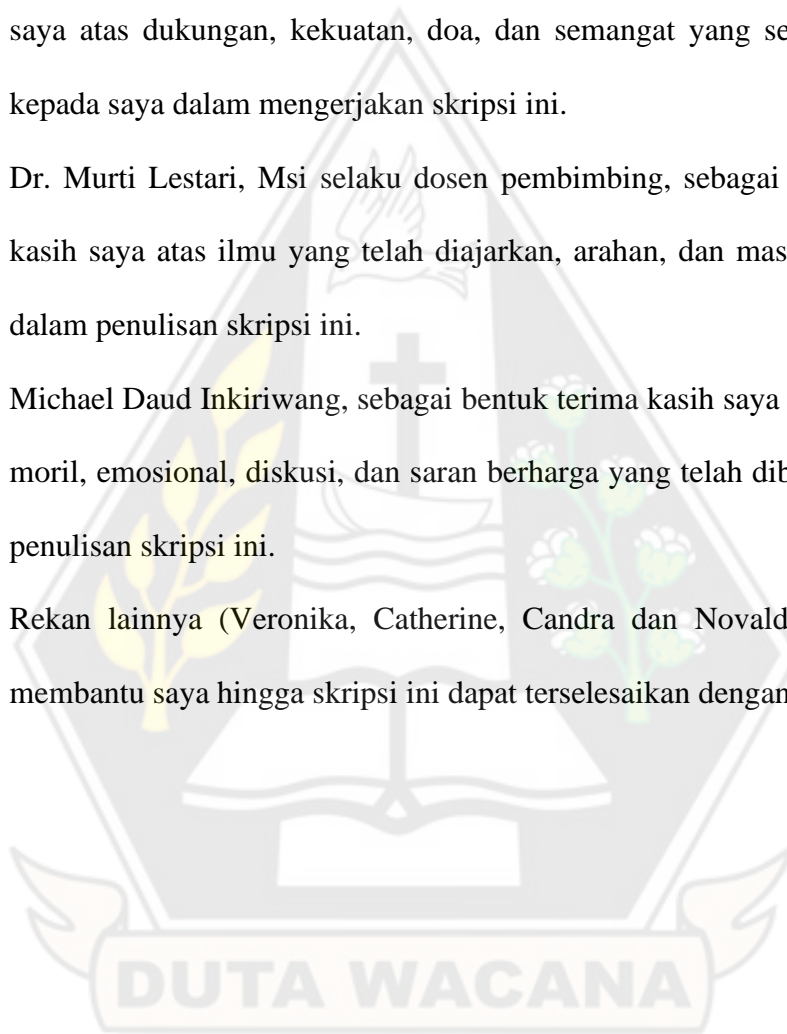 saya atas dukungan, kekuatan, doa, dan semangat yang se
kepada saya dalam mengerjakan skripsi ini.
Dr. Murti Lestari, Msi selaku dosen pembimbing, sebagai
kasih saya atas ilmu yang telah diajarkan, arahan, dan mas
dalam penulisan skripsi ini.
Michael Daud Inkiriwang, sebagai bentuk terima kasih saya
moril, emosional, diskusi, dan saran berharga yang telah dib
penulisan skripsi ini.
Rekan lainnya (Veronika, Catherine, Candra dan Novald
membantu saya hingga skripsi ini dapat terselesaikan dengan
DUTA WACANA